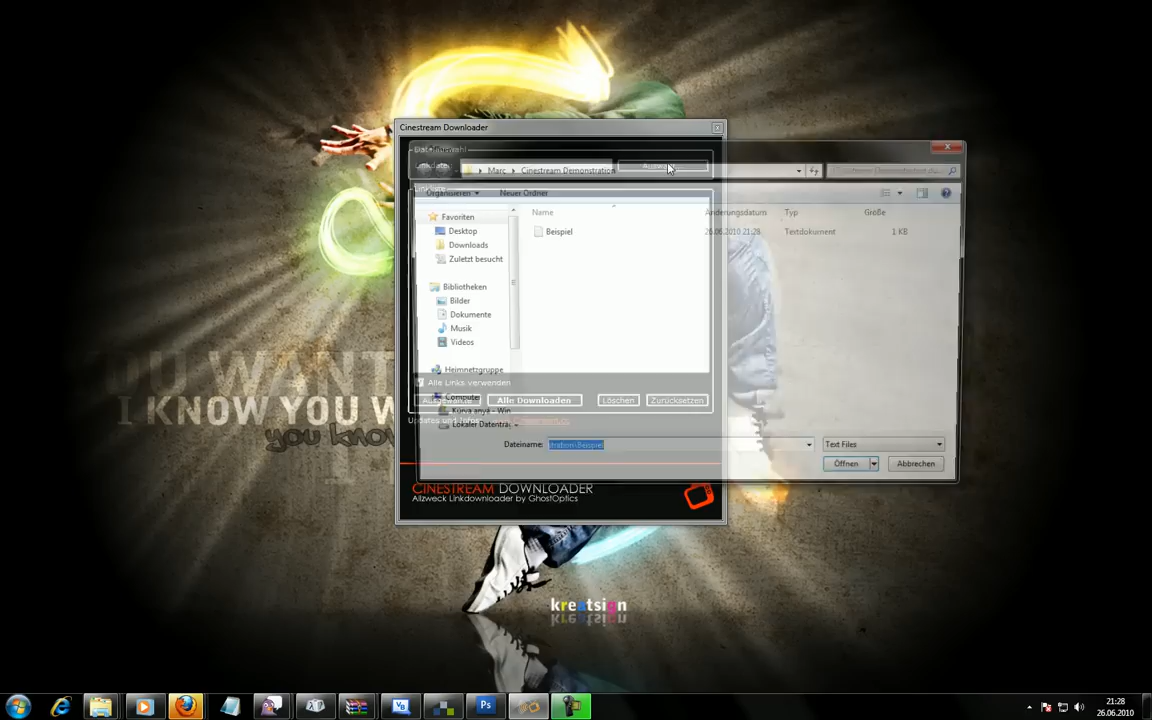 Cinestream Downloader
Marc Cinestream Demonstration
Organisieren Neuer Ordner
Name Änderungsdatum Typ Größe
Favoriten
Desktop
Downloads
Zuletzt besucht
Beispiel 26.06.2010 21:28 Textdokument 1 KB
Bibliotheken
Bilder
Dokumente
Musik
Videos
Heimnetzgruppe
Alle Links verwenden
Computer
Alle Downloaden Löschen Zurücksetzen
Lokaler Datenträ
Dateiname: Text Files
Öffnen Abbrechen
CINESTREAM DOWNLOADER
Allzweck Linkdownloader by GhostOptics
OU WANT
I KNOW YOU W
you know
kreatsign
W
Vb
Ps
21:28
26.06.2010